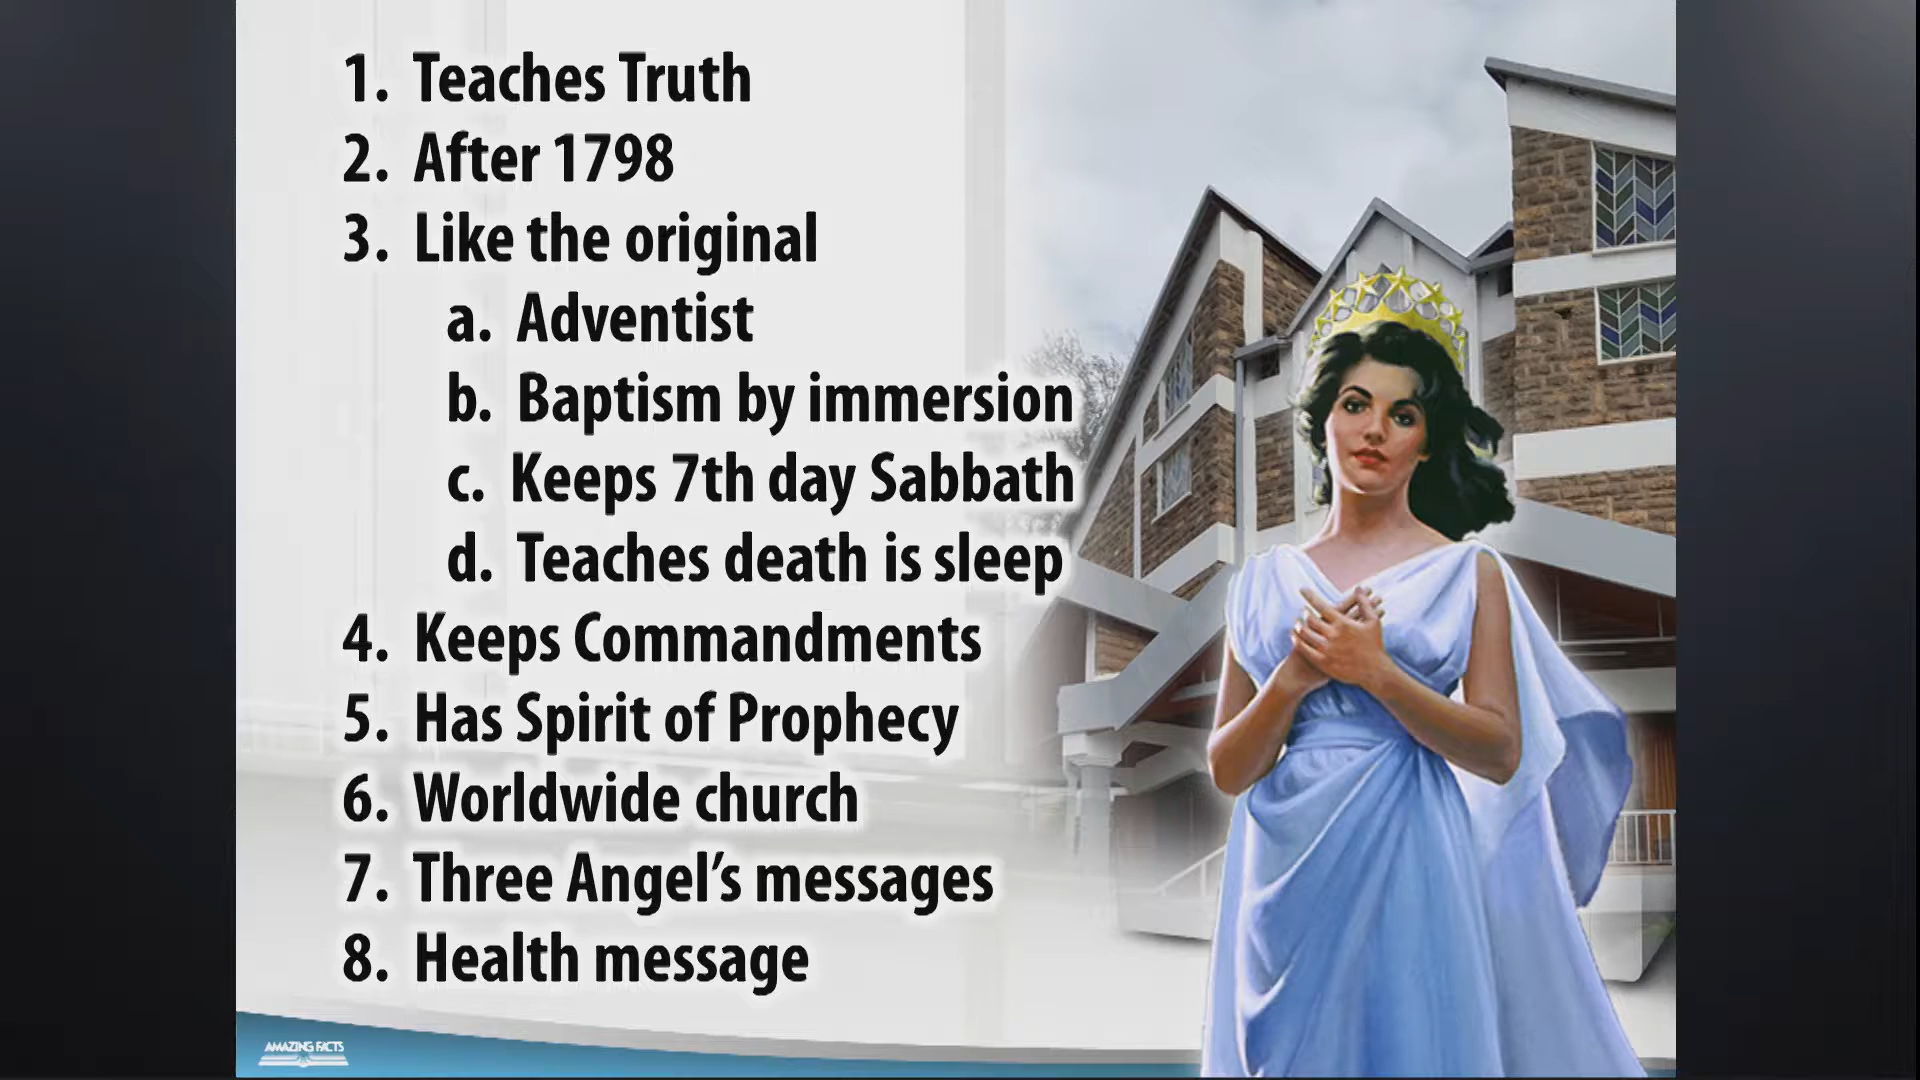 1. Teaches Truth
2. After 1798
3. Like the original
a. Adventist
b. Baptism by immersion
c. Keeps 7th day Sabbath
d. Teaches death is sleep
4. Keeps Commandments
5. Has Spirit of Prophecy
6. Worldwide church
7. Three Angel’s messages
8. Health message
AMAZING FACTS